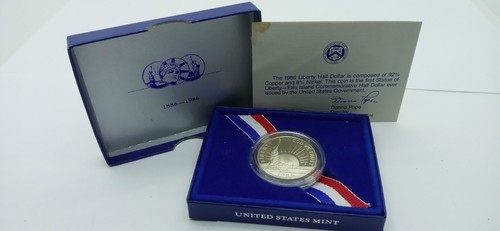 1886-1986
The 1986 Liberty Half Dollar is composed of 92%
Copper and 8% Nickel. This coin is the first Statue of
Liberty—Ellis Island Commemorative Half Dollar ever
issued by the United States Government.
Donna Pope
Donna Pope
UNITED STATES MINT